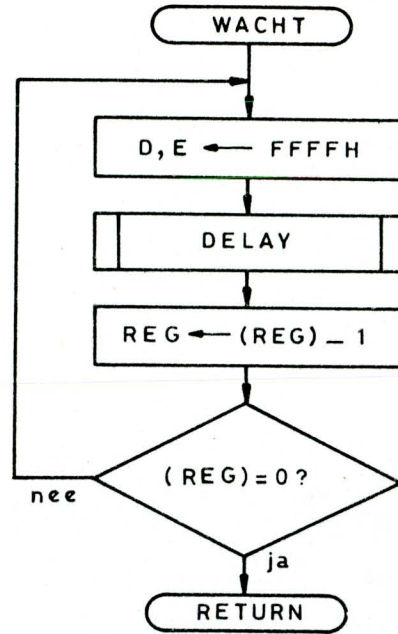 WACHT
D,E ← FFFFH
DELAY
REG ← (REG) – 1
(REG)=0?
nee
ja
RETURN